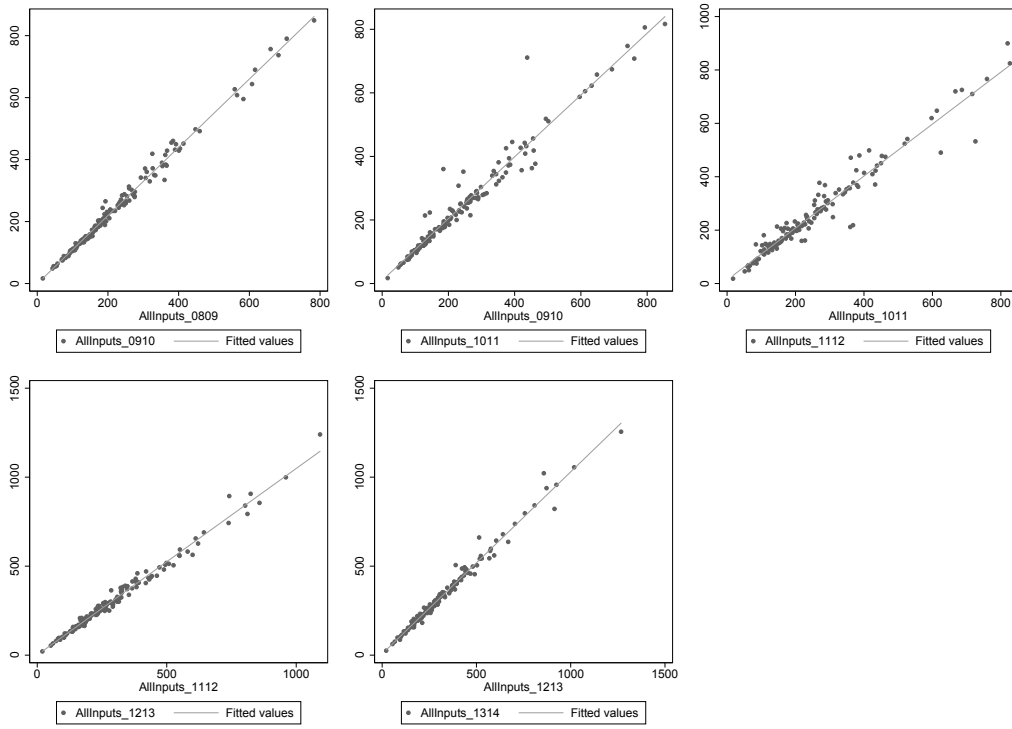 0 200 400 600 800
0 200 400 600 800
AllInputs_0809
AllInputs_0910 Fitted values
0 200 400 600 800
0 200 400 600 800
AllInputs_0910
AllInputs_1011 Fitted values
0 200 400 600 800 1000
0 200 400 600 800
AllInputs_1011
AllInputs_1112 Fitted values
0 500 1000 1500
0 500 1000
AllInputs_1112
AllInputs_1213 Fitted values
0 500 1000 1500
0 500 1000 1500
AllInputs_1213
AllInputs_1314 Fitted values